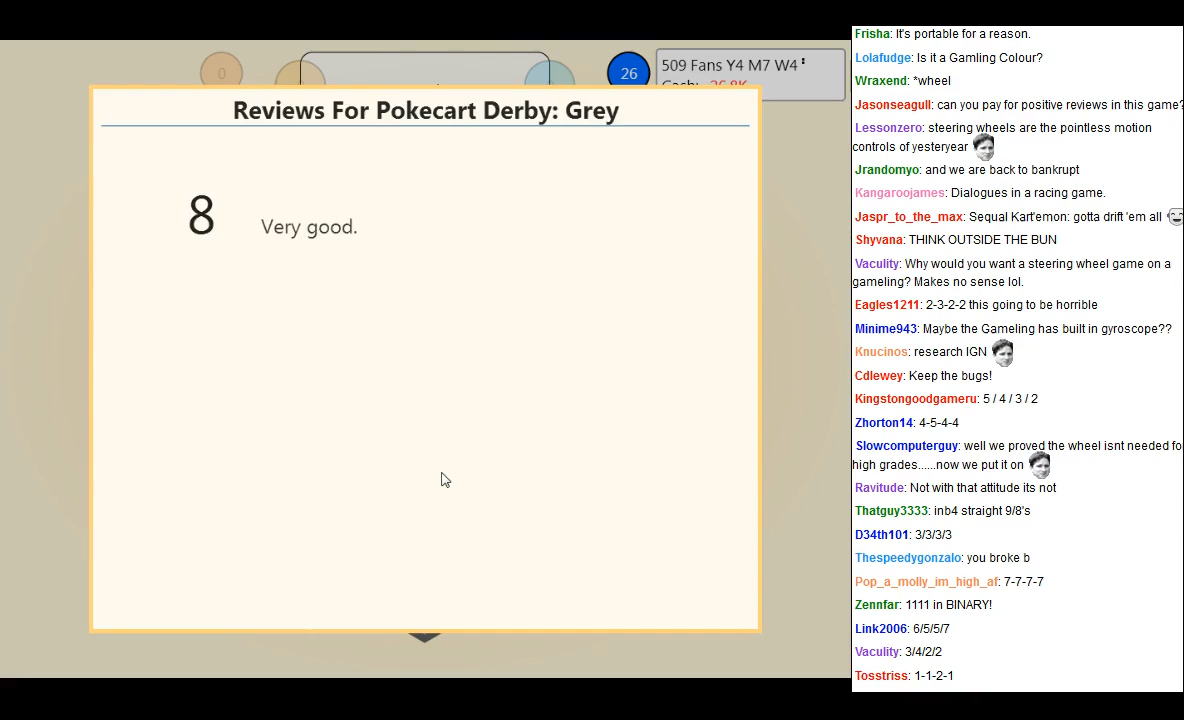 0
26
509 Fans Y4 M7 W4
Reviews For Pokecart Derby: Grey
8
Very good.
Frisha: It's portable for a reason.
Lolafudge: Is it a Gamling Colour?
Wraxend: *wheel
Jasonseagull: can you pay for positive reviews in this game?
Lessonzero: steering wheels are the pointless motion
controls of yesteryear
Jrandomyo: and we are back to bankrupt
Kangaroojames: Dialogues in a racing game.
Jaspr_to_the_max: Sequal Kart'emon: gotta drift 'em all
Shyvana: THINK OUTSIDE THE BUN
Vaculity: Why would you want a steering wheel game on a
gameling? Makes no sense lol.
Eagles1211: 2-3-2-2 this going to be horrible
Minime943: Maybe the Gameling has built in gyroscope??
Knucinos: research IGN
Cdlewey: Keep the bugs!
Kingstongoodgameru: 5 / 4 / 3 / 2
Zhorton14: 4-5-4-4
Slowcomputerguy: well we proved the wheel isnt needed fo
high grades......now we put it on
Ravitude: Not with that attitude its not
Thatguy3333: inb4 straight 9/8's
D34th101: 3/3/3/3
Thespeedygonzalo: you broke b
Pop_a_molly_im_high_af: 7-7-7-7
Zennfar: 1111 in BINARY!
Link2006: 6/5/5/7
Vaculity: 3/4/2/2
Tosstriss: 1-1-2-1